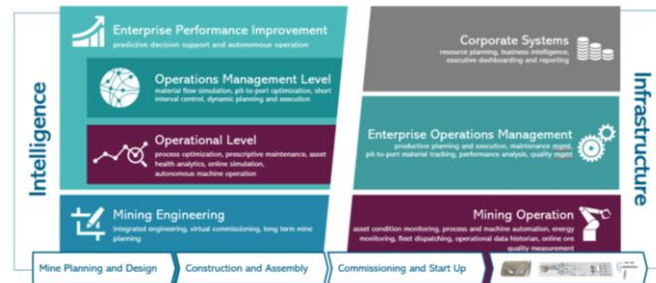 Intelligence
Enterprise Performance Improvement
predictive decision support and autonomous operation
Operations Management Level
material flow simulation, pit-to-port optimization, short
interval control, dynamic planning and execution
Operational Level
process optimization, prescriptive maintenance, asset
health analytics, online simulation,
autonomous machine operation
Mining Engineering
integrated engineering, virtual commissioning, long term mine
planning
Corporate Systems
resource planning, business intelligence,
executive dashboarding and reporting
Enterprise Operations Management
production planning and execution, maintenance mgmt,
pit-to-port material tracking, performance analysis, quality mgmt
Mining Operation
asset condition monitoring, process and machine automation, energy
monitoring, fleet dispatching, operational data historian, online ore
quality measurement
Infrastructure
Mine Planning and Design
Construction and Assembly
Commissioning and Start Up